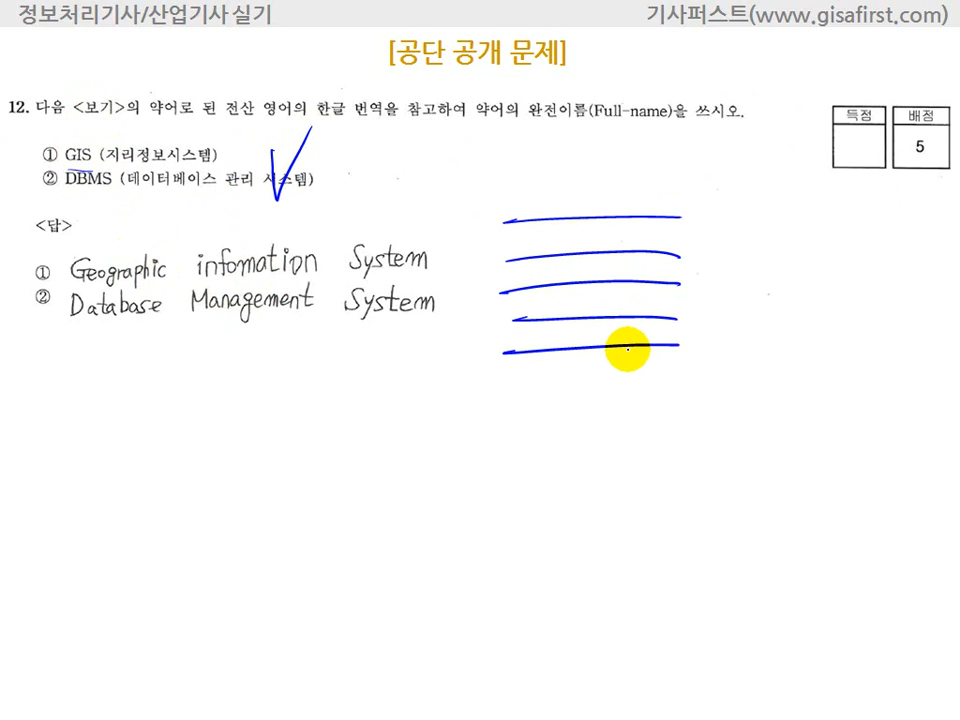 정보처리기사/산업기사 실기
기사퍼스트(www.gisafirst.com)
[공단 공개 문제]
12. 다음 <보기>의 약어로 된 전산 영어의 한글 번역을 참고하여 약어의 완전이름(Full-name)을 쓰시오.
득점 배점
5
① GIS (지리정보시스템)
② DBMS (데이터베이스 관리 시스템)
<답>
① Geographic infomation System
② Database Management System